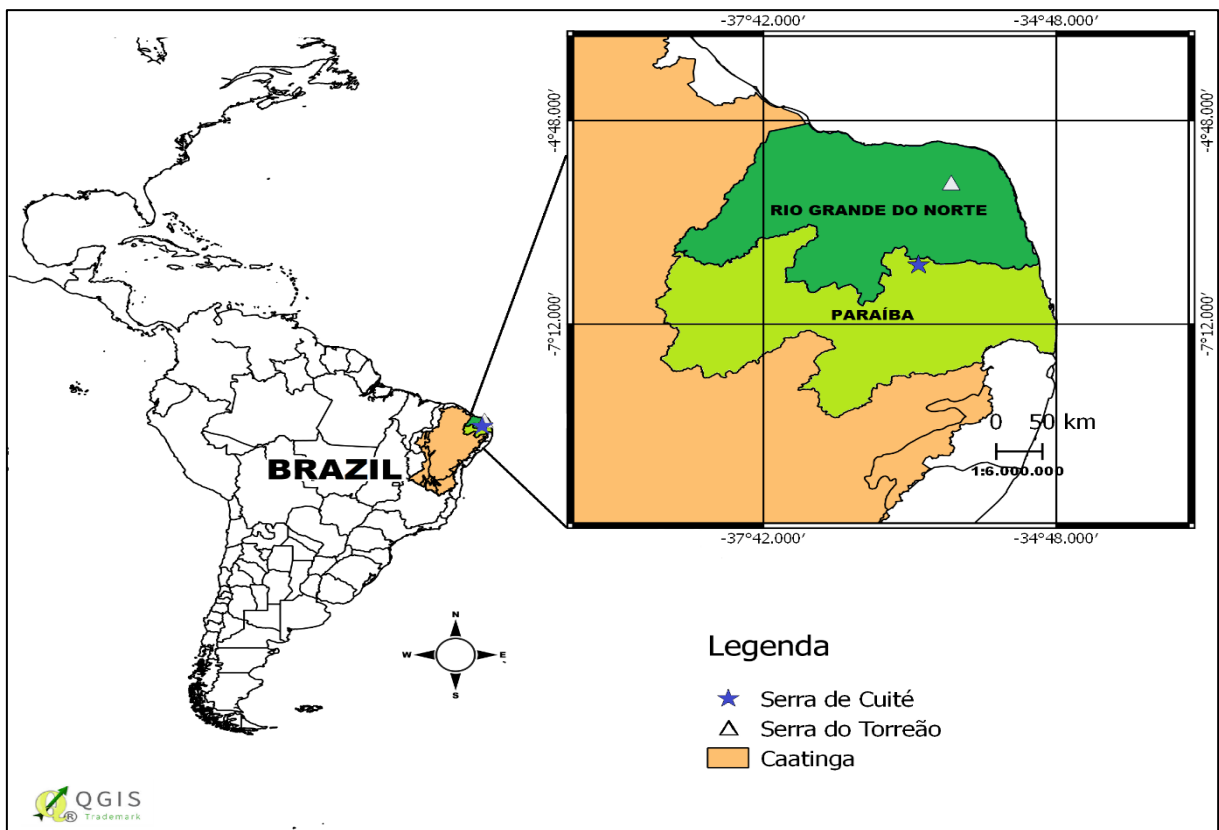 -37°42.000′ -34°48.000′
-4°48.000′ -4°48.000′
RIO GRANDE DO NORTE
PARAÍBA
-7°12.000′ -7°12.000′
0 50 km
1:6.000.000
-37°42.000′ -34°48.000′
BRAZIL
N
W E
S
Legenda
Serra de Cuité
Serra do Torreão
Caatinga
QGIS
® Trademark